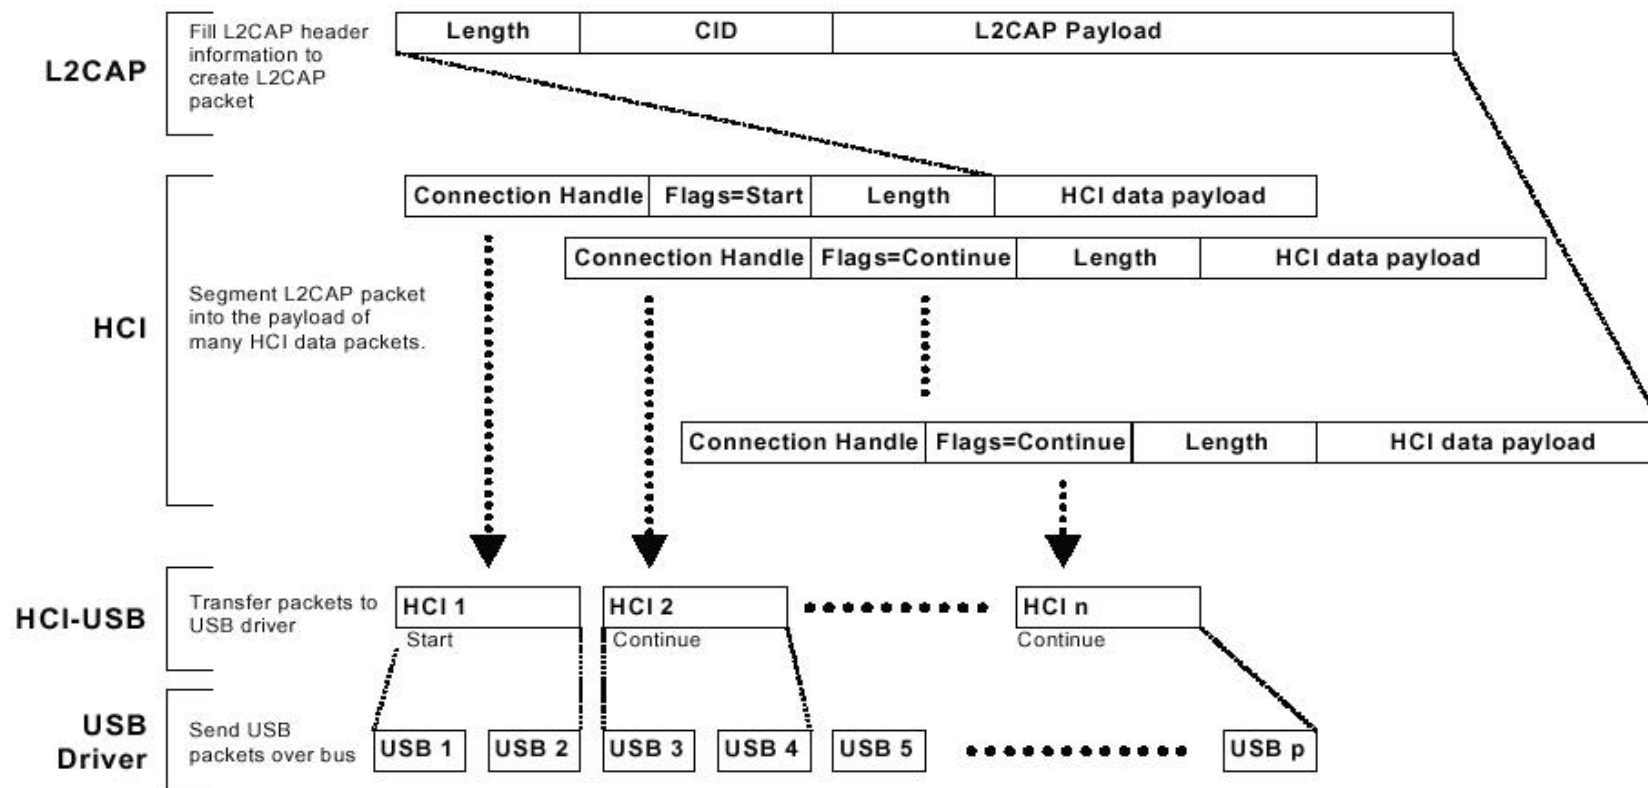 L2CAP
Fill L2CAP header
information to
create L2CAP
packet
Length CID L2CAP Payload
HCI
Segment L2CAP packet
into the payload of
many HCI data packets.
Connection Handle Flags=Start Length HCI data payload
Connection Handle Flags=Continue Length HCI data payload
Connection Handle Flags=Continue Length HCI data payload
HCI-USB
Transfer packets to
USB driver
HCI 1 HCI 2 HCI n
Start Continue Continue
USB
Driver
Send USB
packets over bus
USB 1 USB 2 USB 3 USB 4 USB 5 USB p